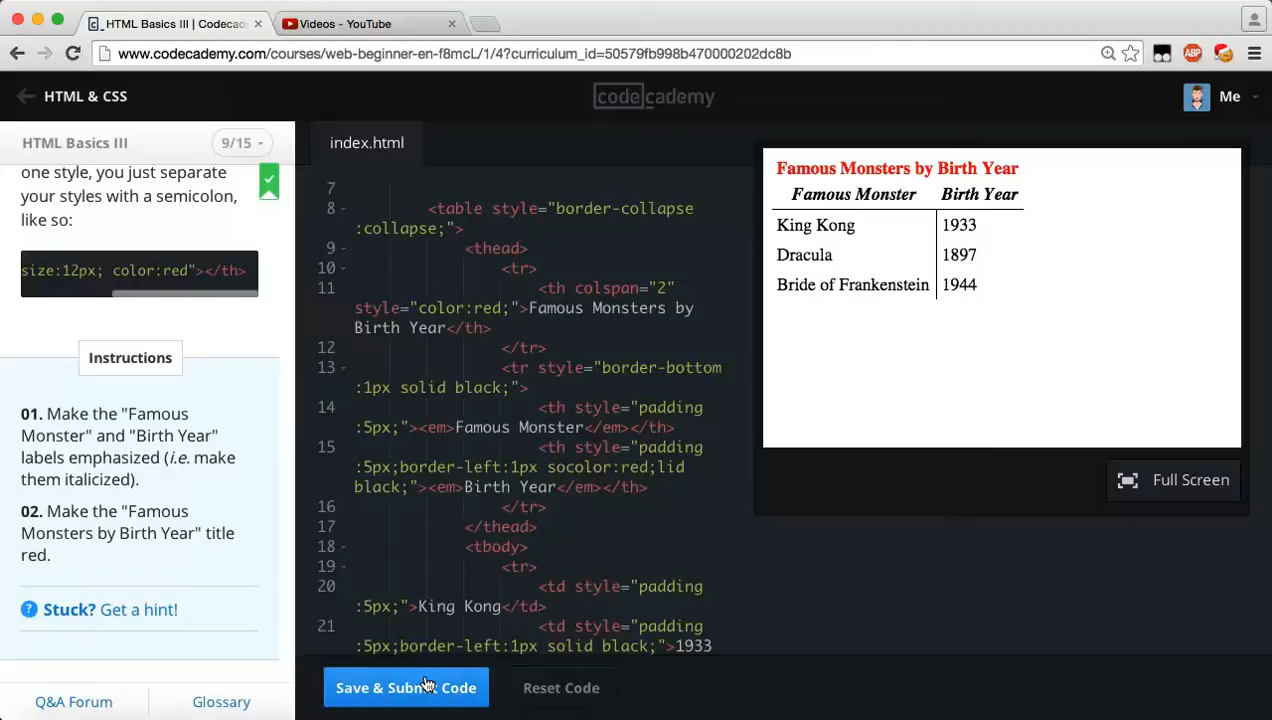 HTML Basics III | Codecade
Videos - YouTube
www.codecademy.com/courses/web-beginner-en-f8mcL/1/4?curriculum_id=50579fb998b470000202dc8b
ABP
HTML & CSS
codecademy
Me
HTML Basics III
9/15
index.html
one style, you just separate
your styles with a semicolon,
like so:
size:12px; color:red"></th>
Instructions
01. Make the "Famous
Monster" and "Birth Year"
labels emphasized (i.e. make
them italicized).
02. Make the "Famous
Monsters by Birth Year" title
red.
? Stuck? Get a hint!
Q&A Forum
Glossary
7
8 <table style="border-collapse
:collapse;">
9 <thead>
10 <tr>
11 <th colspan="2"
style="color:red;">Famous Monsters by
Birth Year</th>
12 </tr>
13 <tr style="border-bottom
:1px solid black;">
14 <th style="padding
:5px;"><em>Famous Monster</em></th>
15 <th style="padding
:5px;border-left:1px socolor:red;lid
black;"><em>Birth Year</em></th>
16 </tr>
17 </thead>
18 <tbody>
19 <tr>
20 <td style="padding
:5px;">King Kong</td>
21 <td style="padding
:5px;border-left:1px solid black;">1933
Save & Submit Code
Reset Code
Famous Monsters by Birth Year
Famous Monster Birth Year
King Kong 1933
Dracula 1897
Bride of Frankenstein 1944
Full Screen